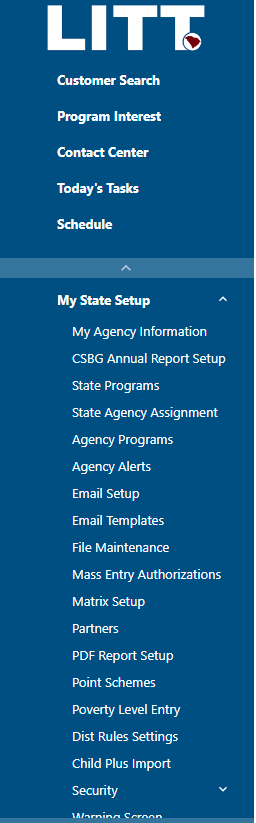 LITT
Customer Search
Program Interest
Contact Center
Today's Tasks
Schedule
My State Setup
My Agency Information
CSBG Annual Report Setup
State Programs
State Agency Assignment
Agency Programs
Agency Alerts
Email Setup
Email Templates
File Maintenance
Mass Entry Authorizations
Matrix Setup
Partners
PDF Report Setup
Point Schemes
Poverty Level Entry
Dist Rules Settings
Child Plus Import
Security
Warning Screen